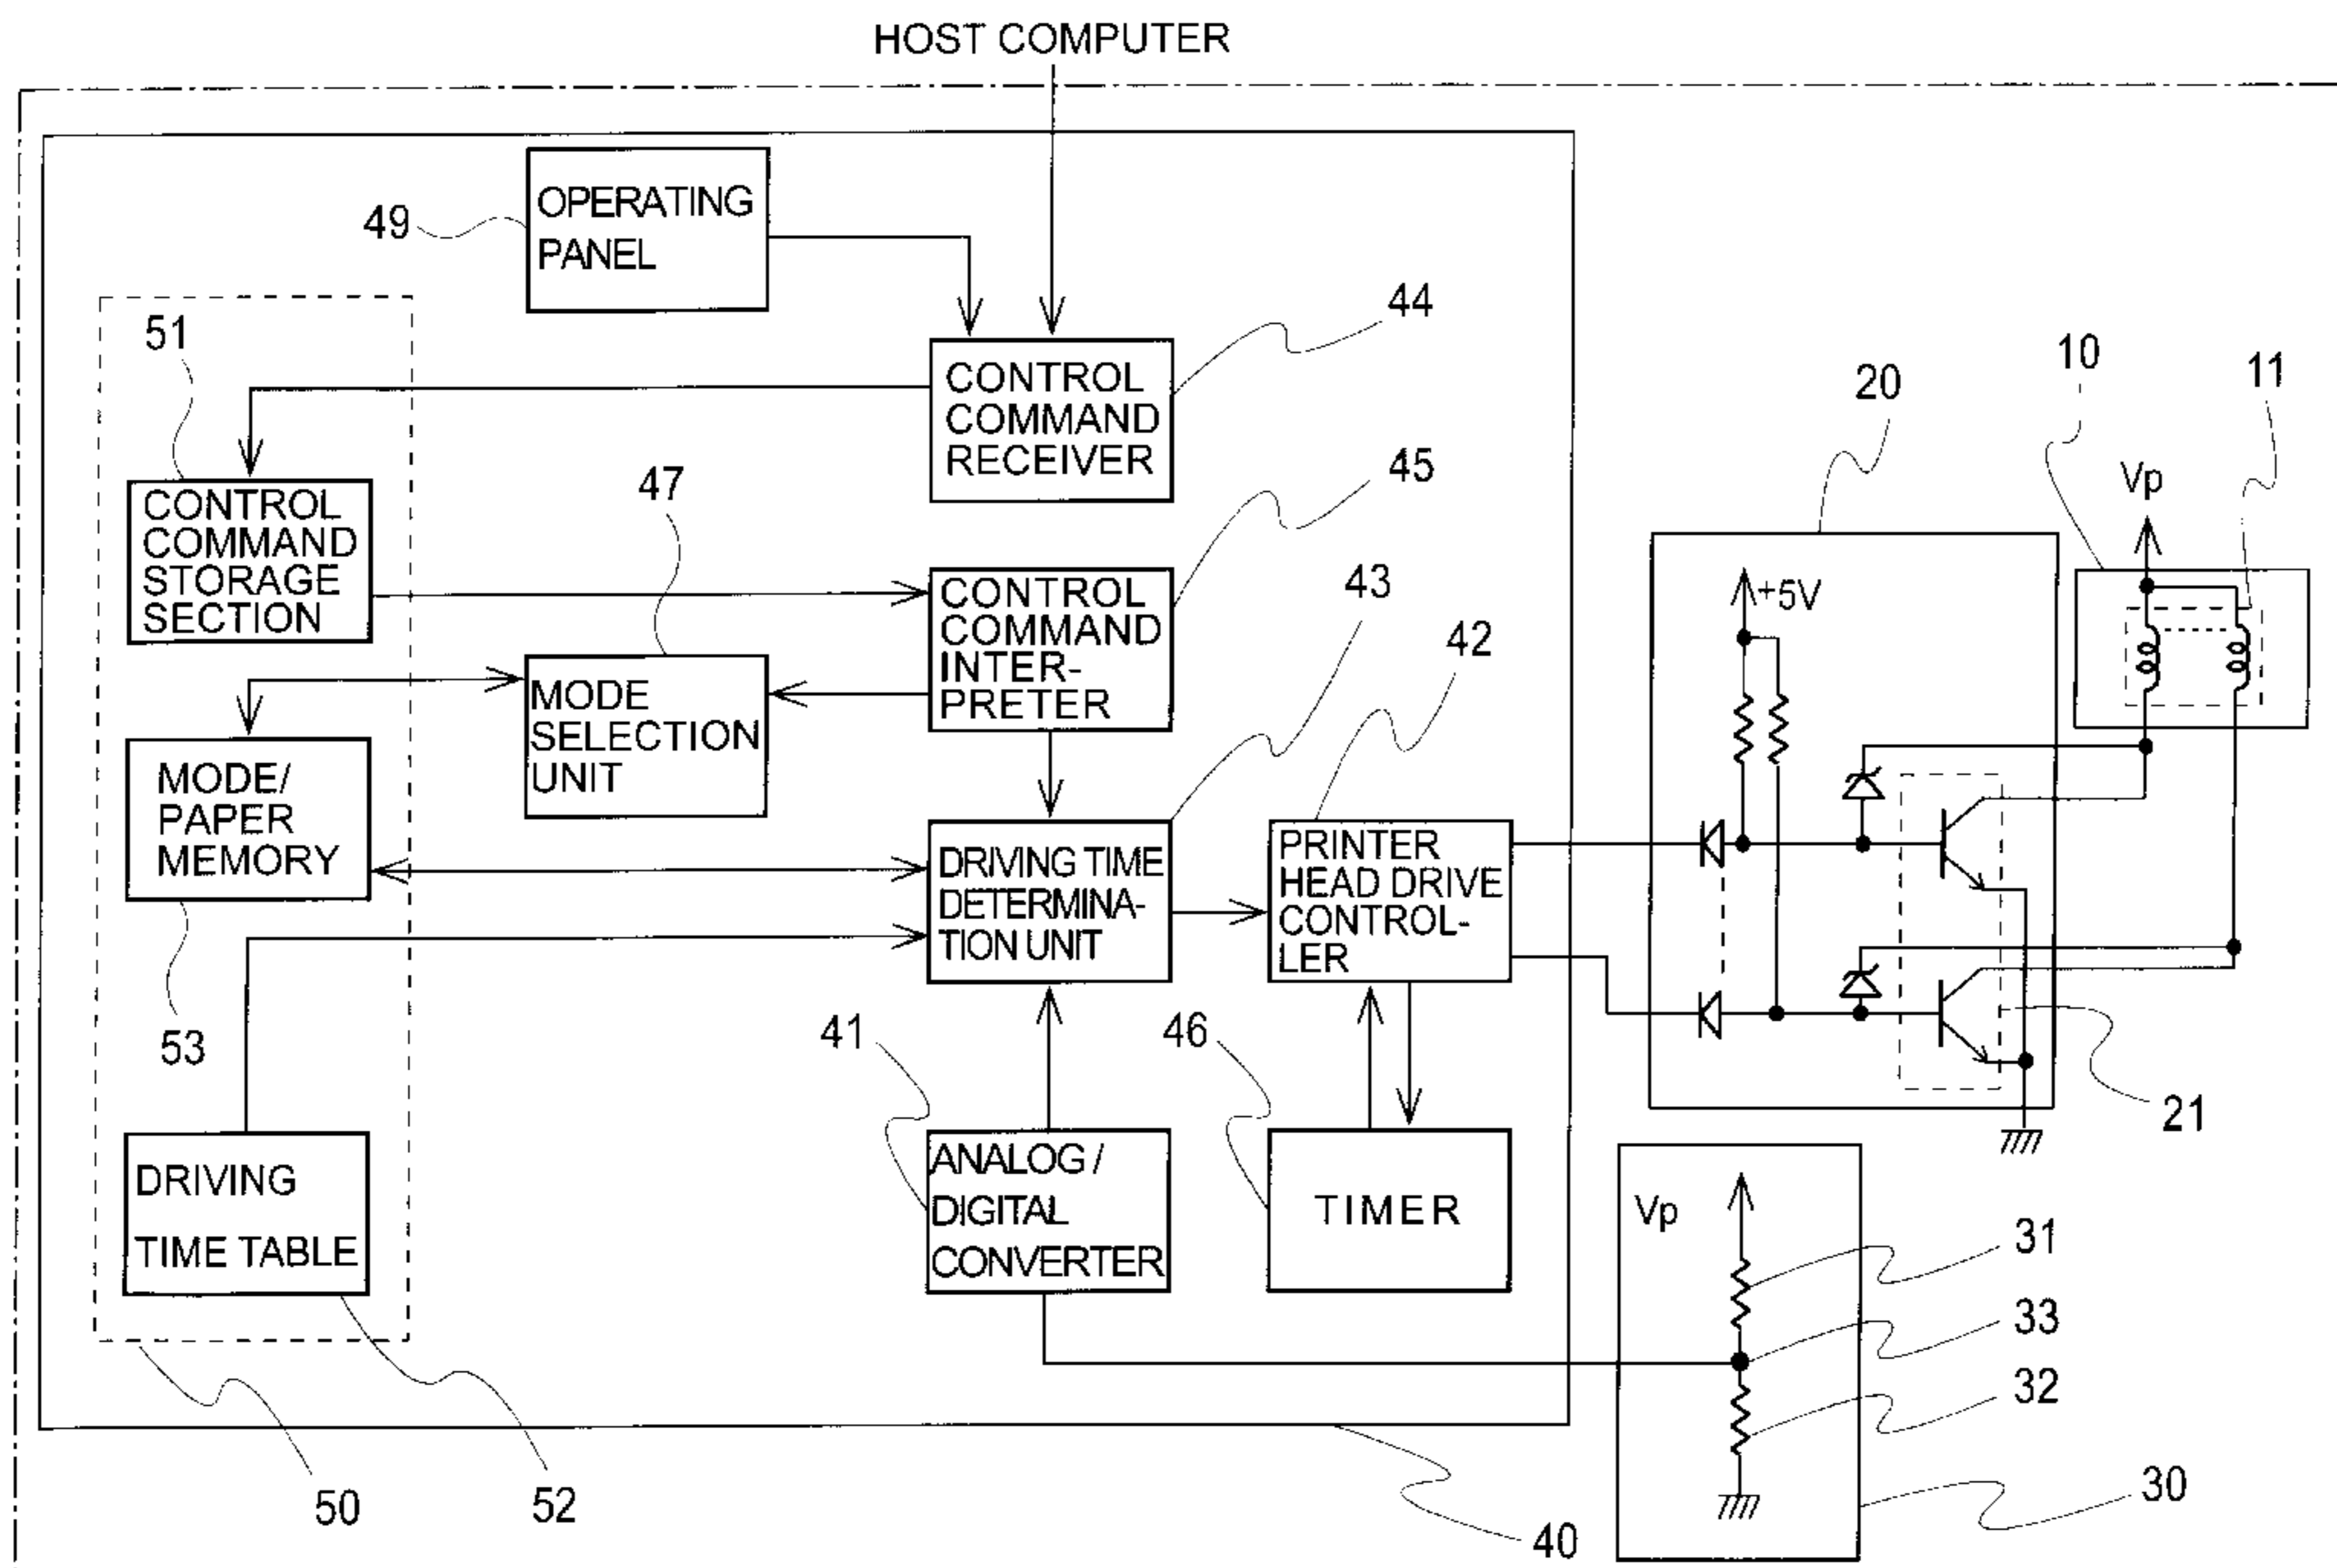 HOST COMPUTER
49
OPERATING
PANEL
51
44
10
11
20
CONTROL
COMMAND
RECEIVER
47
45
Vp
CONTROL
COMMAND
STORAGE
SECTION
43
CONTROL
COMMAND
INTER-
PRETER
42
+5V
MODE
SELECTION
UNIT
MODE/
PAPER
MEMORY
DRIVING TIME
DETERMINA-
TION UNIT
PRINTER
HEAD DRIVE
CONTROL-
LER
53
41
46
21
DRIVING
TIME TABLE
ANALOG /
DIGITAL
CONVERTER
TIMER
Vp
31
33
32
50
52
40
30